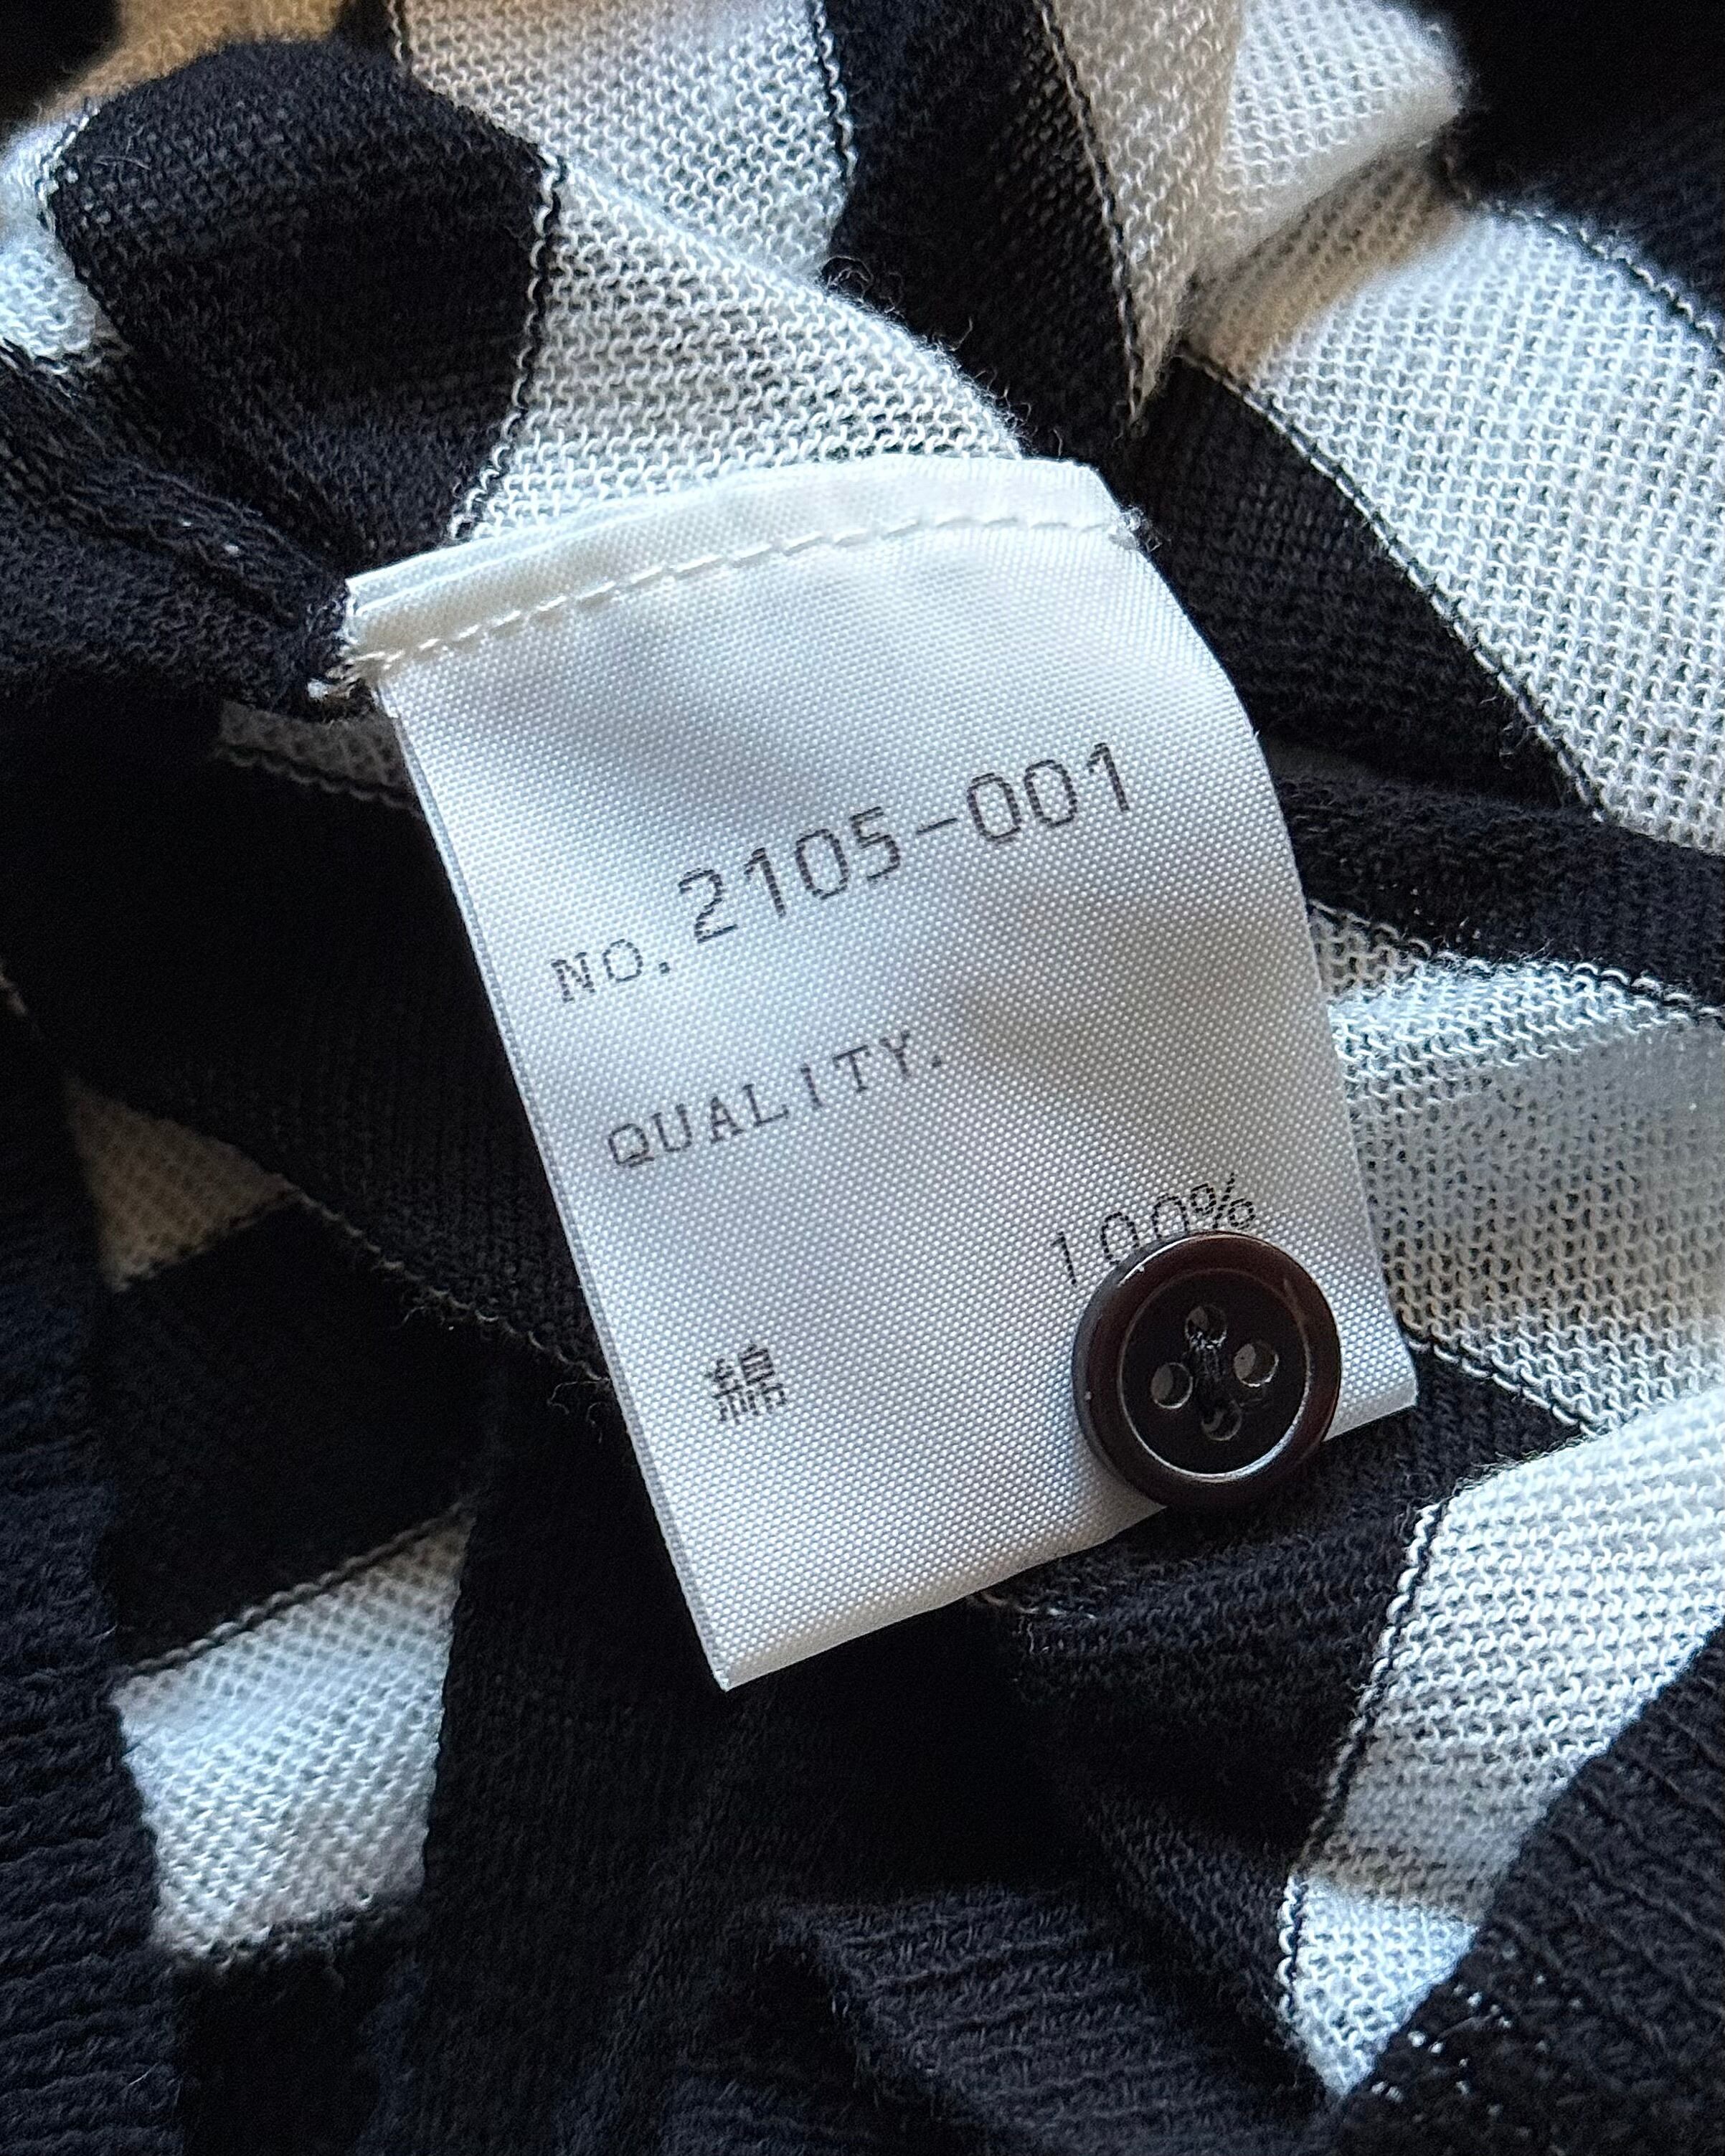 NO. 2105-001
QUALITY.
綿 100%